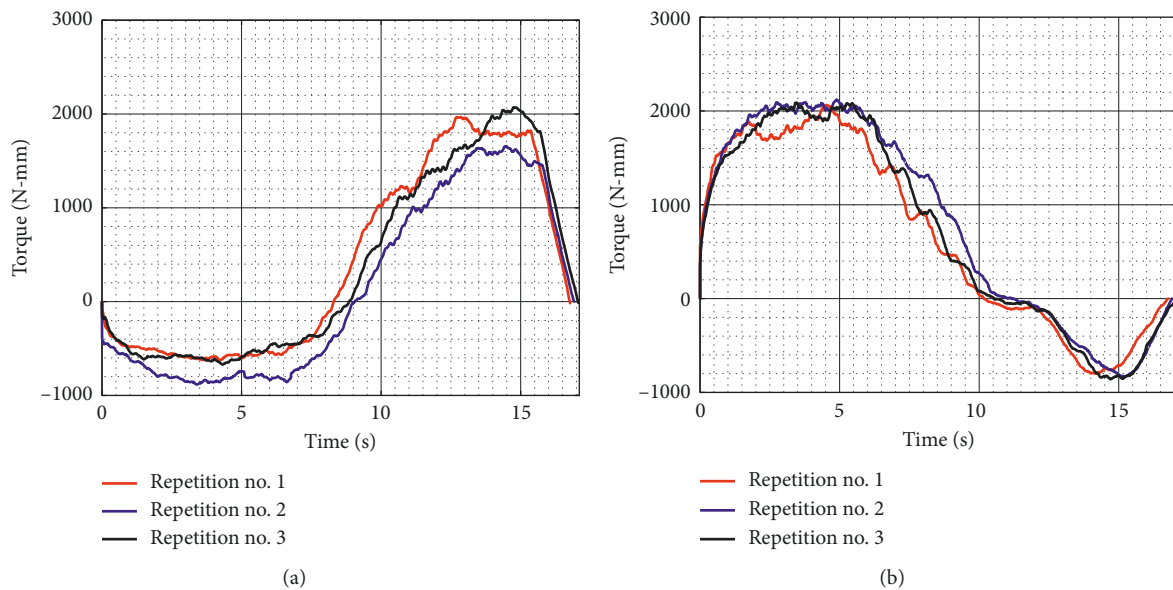 3000
2000
1000
0
−1000
Torque (N-mm)
0
5
10
15
Time (s)
Repetition no. 1
Repetition no. 2
Repetition no. 3
(a)
3000
2000
1000
0
−1000
Torque (N-mm)
0
5
10
15
Time (s)
Repetition no. 1
Repetition no. 2
Repetition no. 3
(b)